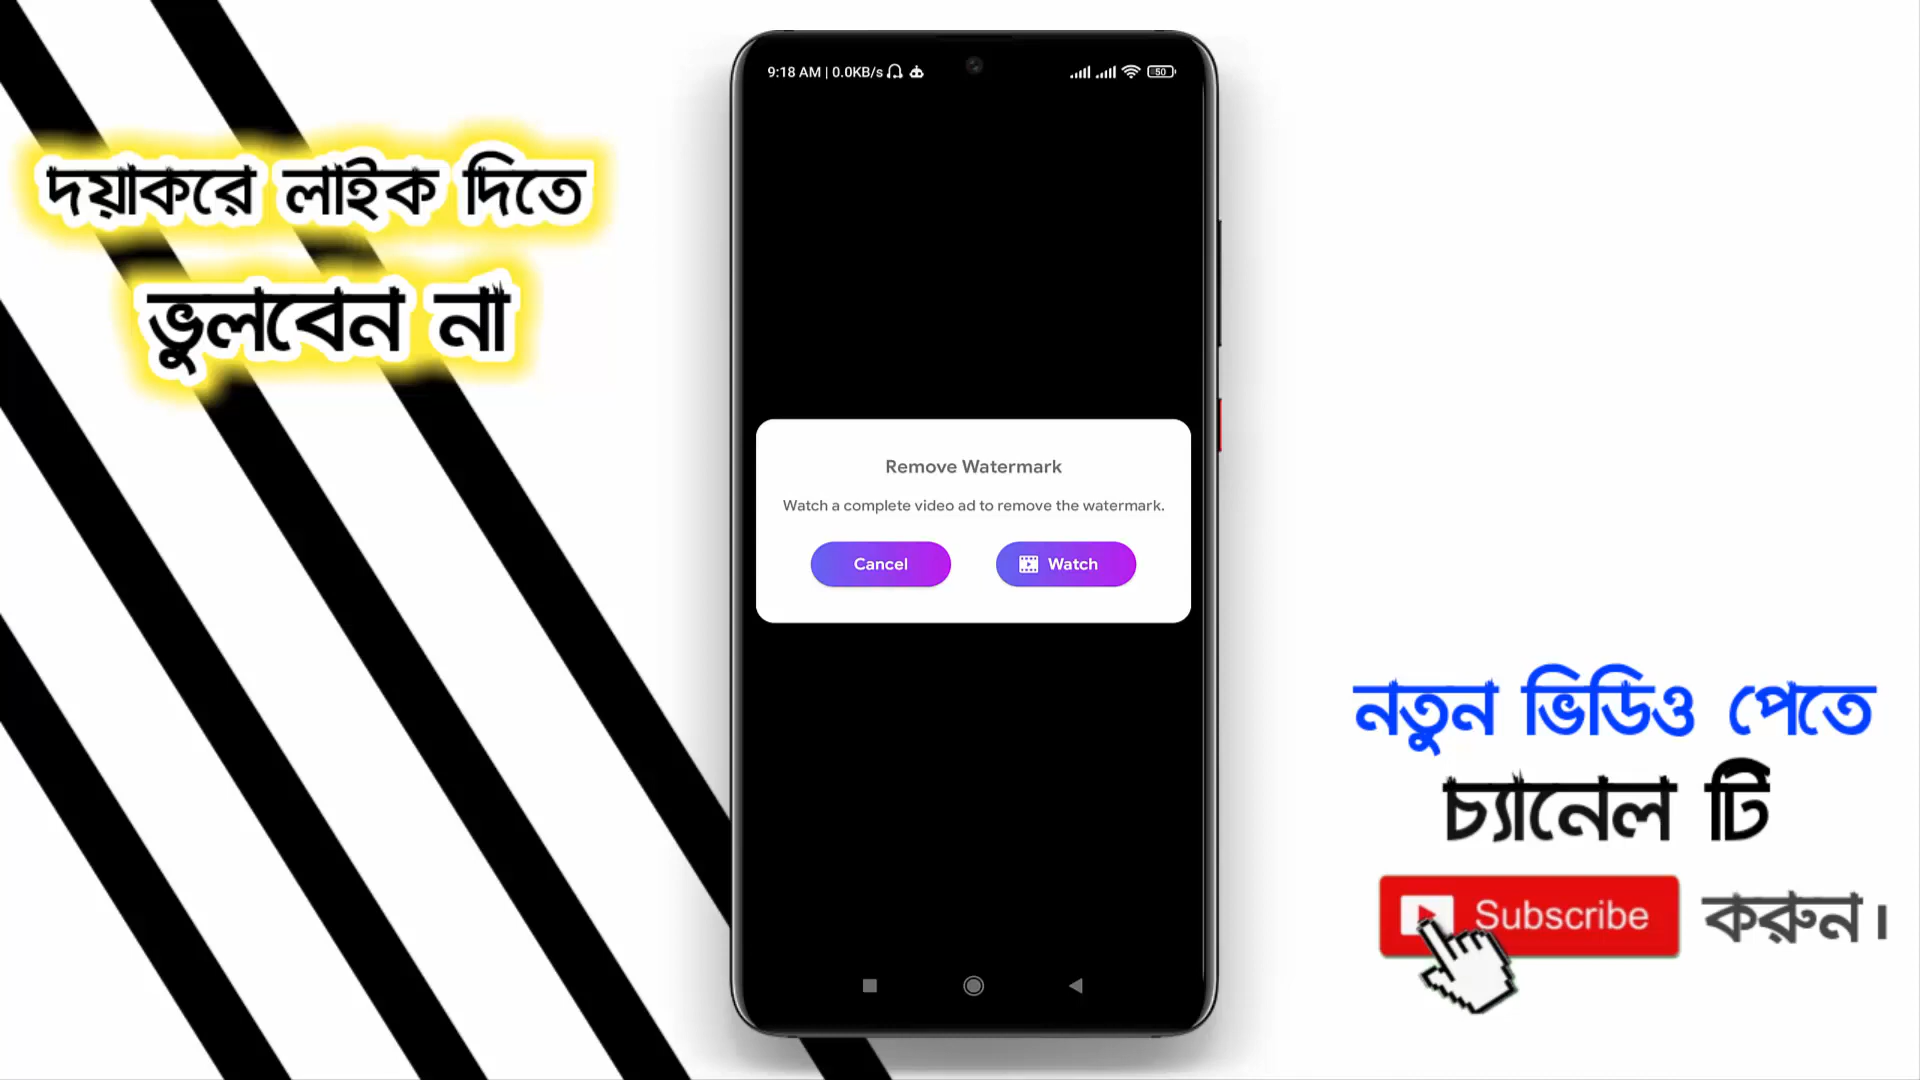 দয়াকরে লাইক দিতে
ভুলবেন না
9:18 AM | 0.0KB/s
50
Remove Watermark
Watch a complete video ad to remove the watermark.
Cancel
Watch
নতুন ভিডিও পেতে
চ্যানেল টি
Subscribe করুন।